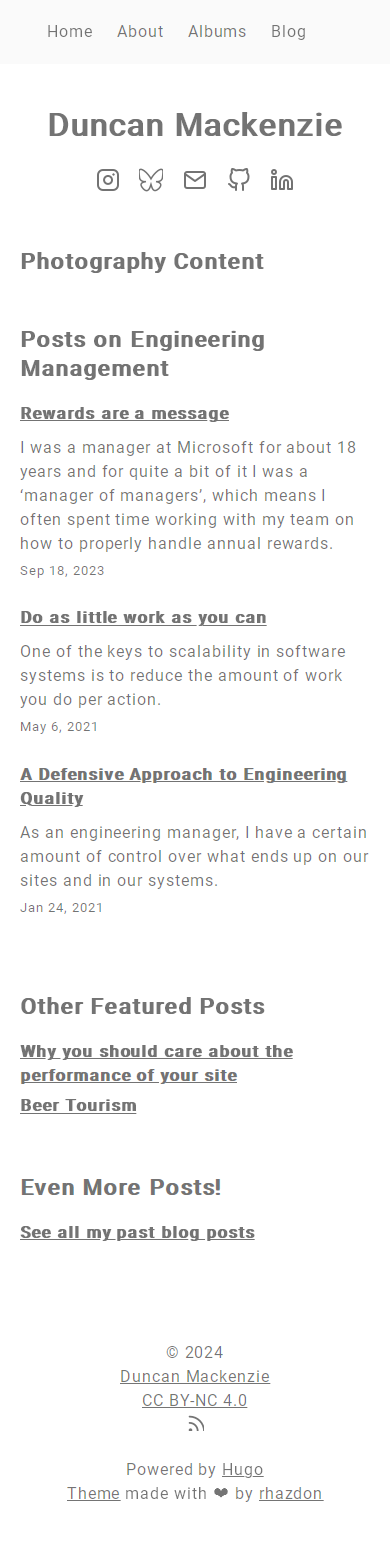 Home About Albums Blog
Duncan Mackenzie
Photography Content
Posts on Engineering
Management
Rewards are a message
I was a manager at Microsoft for about 18
years and for quite a bit of it I was a
‘manager of managers’, which means I
often spent time working with my team on
how to properly handle annual rewards.
Sep 18, 2023
Do as little work as you can
One of the keys to scalability in software
systems is to reduce the amount of work
you do per action.
May 6, 2021
A Defensive Approach to Engineering
Quality
As an engineering manager, I have a certain
amount of control over what ends up on our
sites and in our systems.
Jan 24, 2021
Other Featured Posts
Why you should care about the
performance of your site
Beer Tourism
Even More Posts!
See all my past blog posts
© 2024
Duncan Mackenzie
CC BY-NC 4.0
Powered by Hugo
Theme made with ❤ by rhazdon